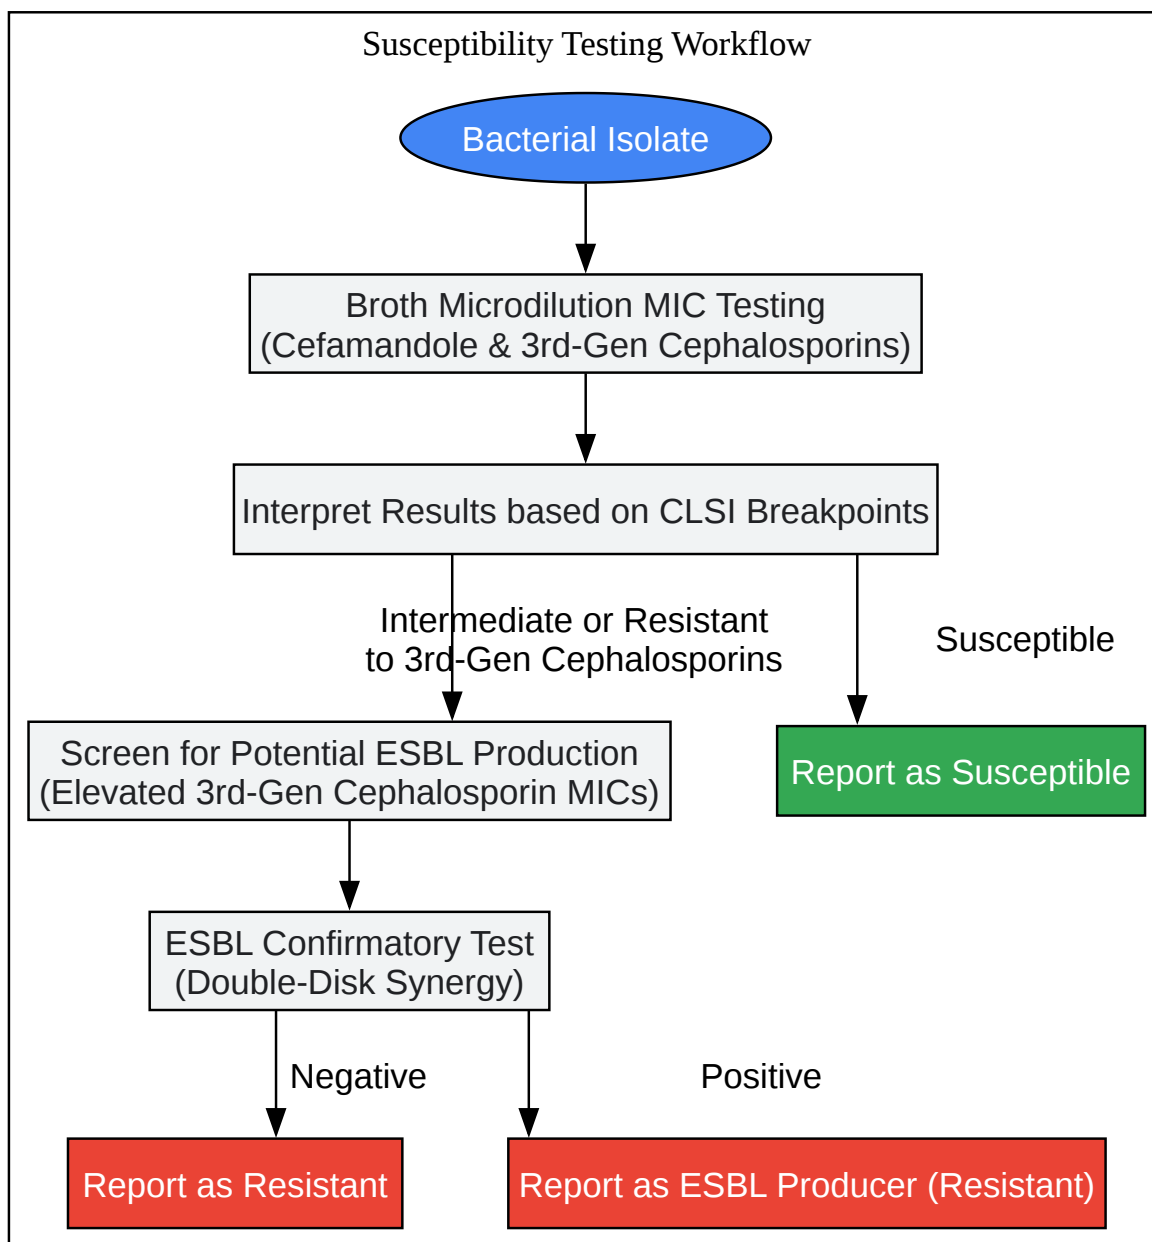 Susceptibility Testing Workflow
Bacterial Isolate
Broth Microdilution MIC Testing
(Cefamandole & 3rd-Gen Cephalosporins)
Interpret Results based on CLSI Breakpoints
Intermediate or Resistant
to 3rd-Gen Cephalosporins
Susceptible
Screen for Potential ESBL Production
(Elevated 3rd-Gen Cephalosporin MICs)
Report as Susceptible
ESBL Confirmatory Test
(Double-Disk Synergy)
Negative
Positive
Report as Resistant
Report as ESBL Producer (Resistant)